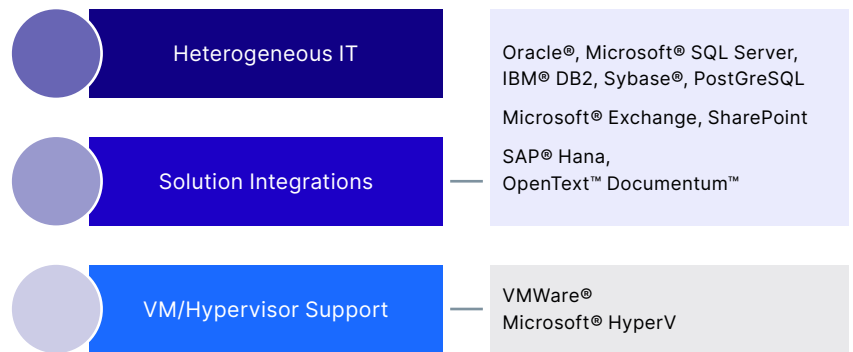 Heterogeneous IT
Oracle®, Microsoft® SQL Server,
IBM® DB2, Sybase®, PostGreSQL
Microsoft® Exchange, SharePoint
Solution Integrations
SAP® Hana,
OpenText™ Documentum™
VM/Hypervisor Support
VMWare®
Microsoft® HyperV